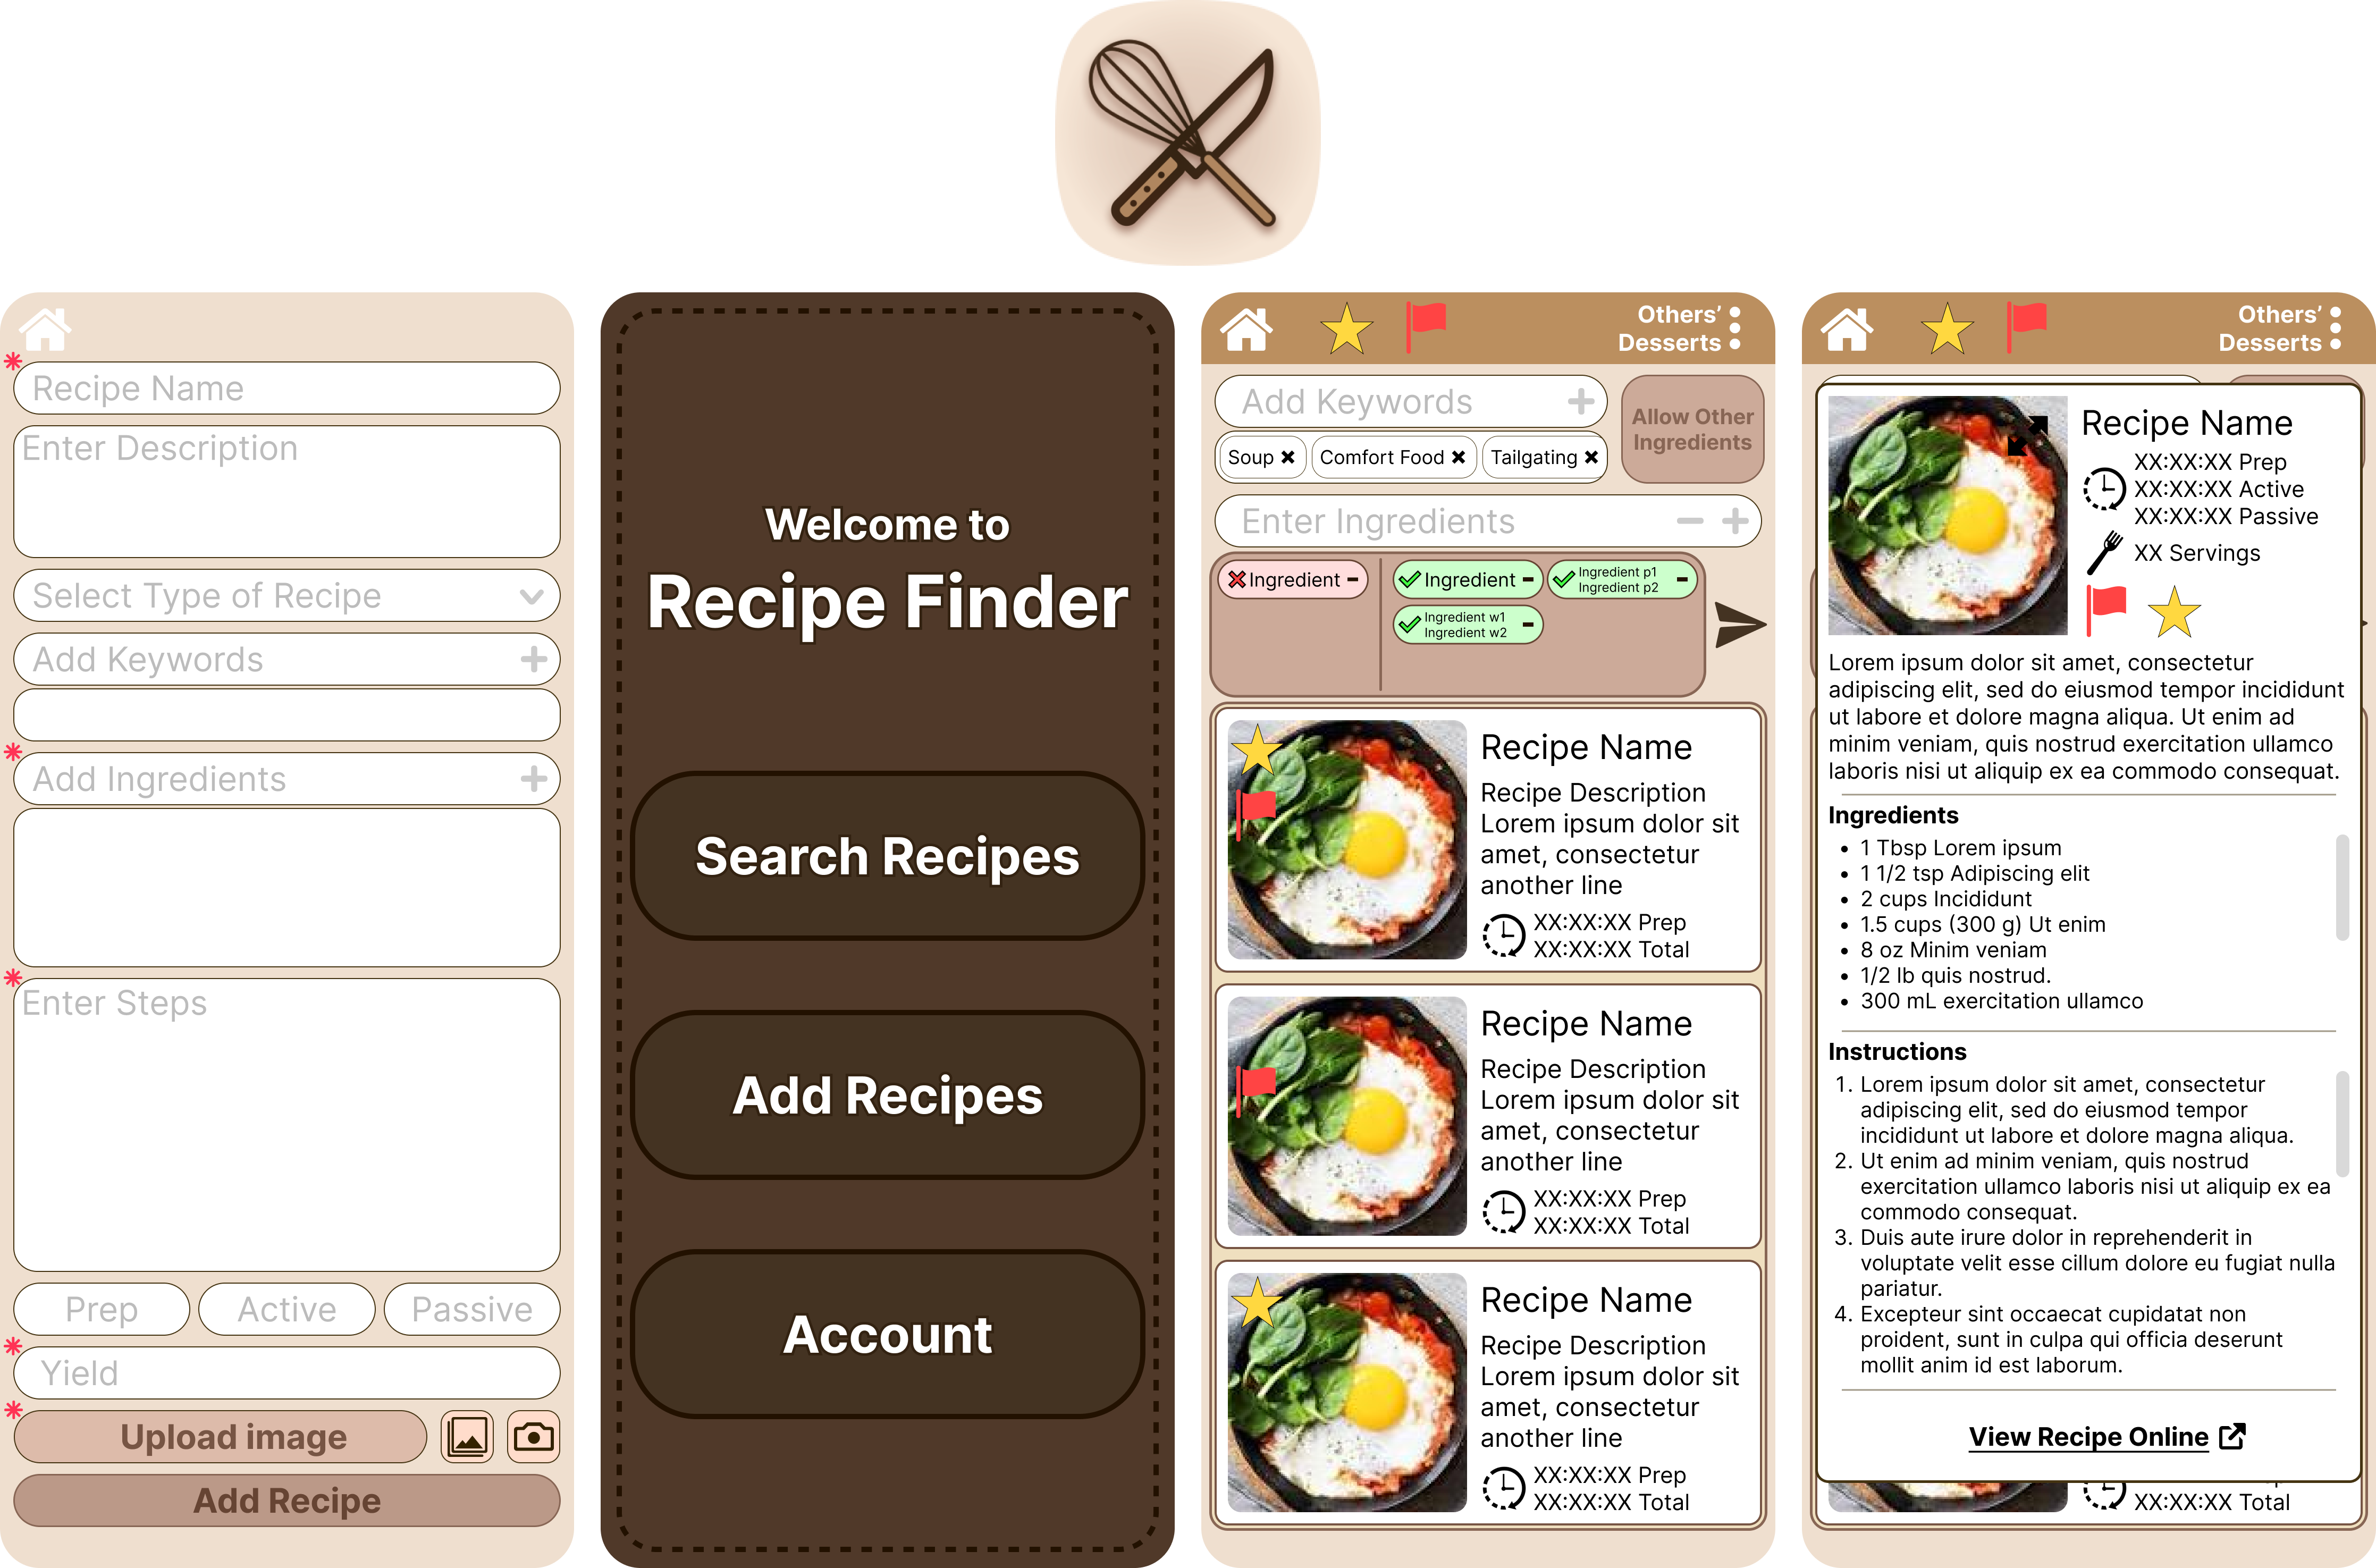 Recipe Name
Enter Description
Select Type of Recipe
Add Keywords
Add Ingredients
Enter Steps
Prep
Active
Passive
Yield
Upload image
Add Recipe
Welcome to
Recipe Finder
Search Recipes
Add Recipes
Account
Others’
Desserts
Add Keywords
Allow Other
Ingredients
Soup
Comfort Food
Tailgating
Enter Ingredients
Ingredient
Ingredient
Ingredient p1
Ingredient p2
Ingredient w1
Ingredient w2
Recipe Name
Recipe Description
Lorem ipsum dolor sit
amet, consectetur
another line
XX:XX:XX Prep
XX:XX:XX Total
Recipe Name
Recipe Description
Lorem ipsum dolor sit
amet, consectetur
another line
XX:XX:XX Prep
XX:XX:XX Total
Recipe Name
Recipe Description
Lorem ipsum dolor sit
amet, consectetur
another line
XX:XX:XX Prep
XX:XX:XX Total
Others’
Desserts
Recipe Name
XX:XX:XX Prep
XX:XX:XX Active
XX:XX:XX Passive
XX Servings
Lorem ipsum dolor sit amet, consectetur
adipiscing elit, sed do eiusmod tempor incididunt
ut labore et dolore magna aliqua. Ut enim ad
minim veniam, quis nostrud exercitation ullamco
laboris nisi ut aliquip ex ea commodo consequat.
Ingredients
• 1 Tbsp Lorem ipsum
• 1 1/2 tsp Adipiscing elit
• 2 cups Incididunt
• 1.5 cups (300 g) Ut enim
• 8 oz Minim veniam
• 1/2 lb quis nostrud.
• 300 mL exercitation ullamco
Instructions
1. Lorem ipsum dolor sit amet, consectetur
adipiscing elit, sed do eiusmod tempor
incididunt ut labore et dolore magna aliqua.
2. Ut enim ad minim veniam, quis nostrud
exercitation ullamco laboris nisi ut aliquip ex ea
commodo consequat.
3. Duis aute irure dolor in reprehenderit in
voluptate velit esse cillum dolore eu fugiat nulla
pariatur.
4. Excepteur sint occaecat cupidatat non
proident, sunt in culpa qui officia deserunt
mollit anim id est laborum.
View Recipe Online
XX:XX:XX Total